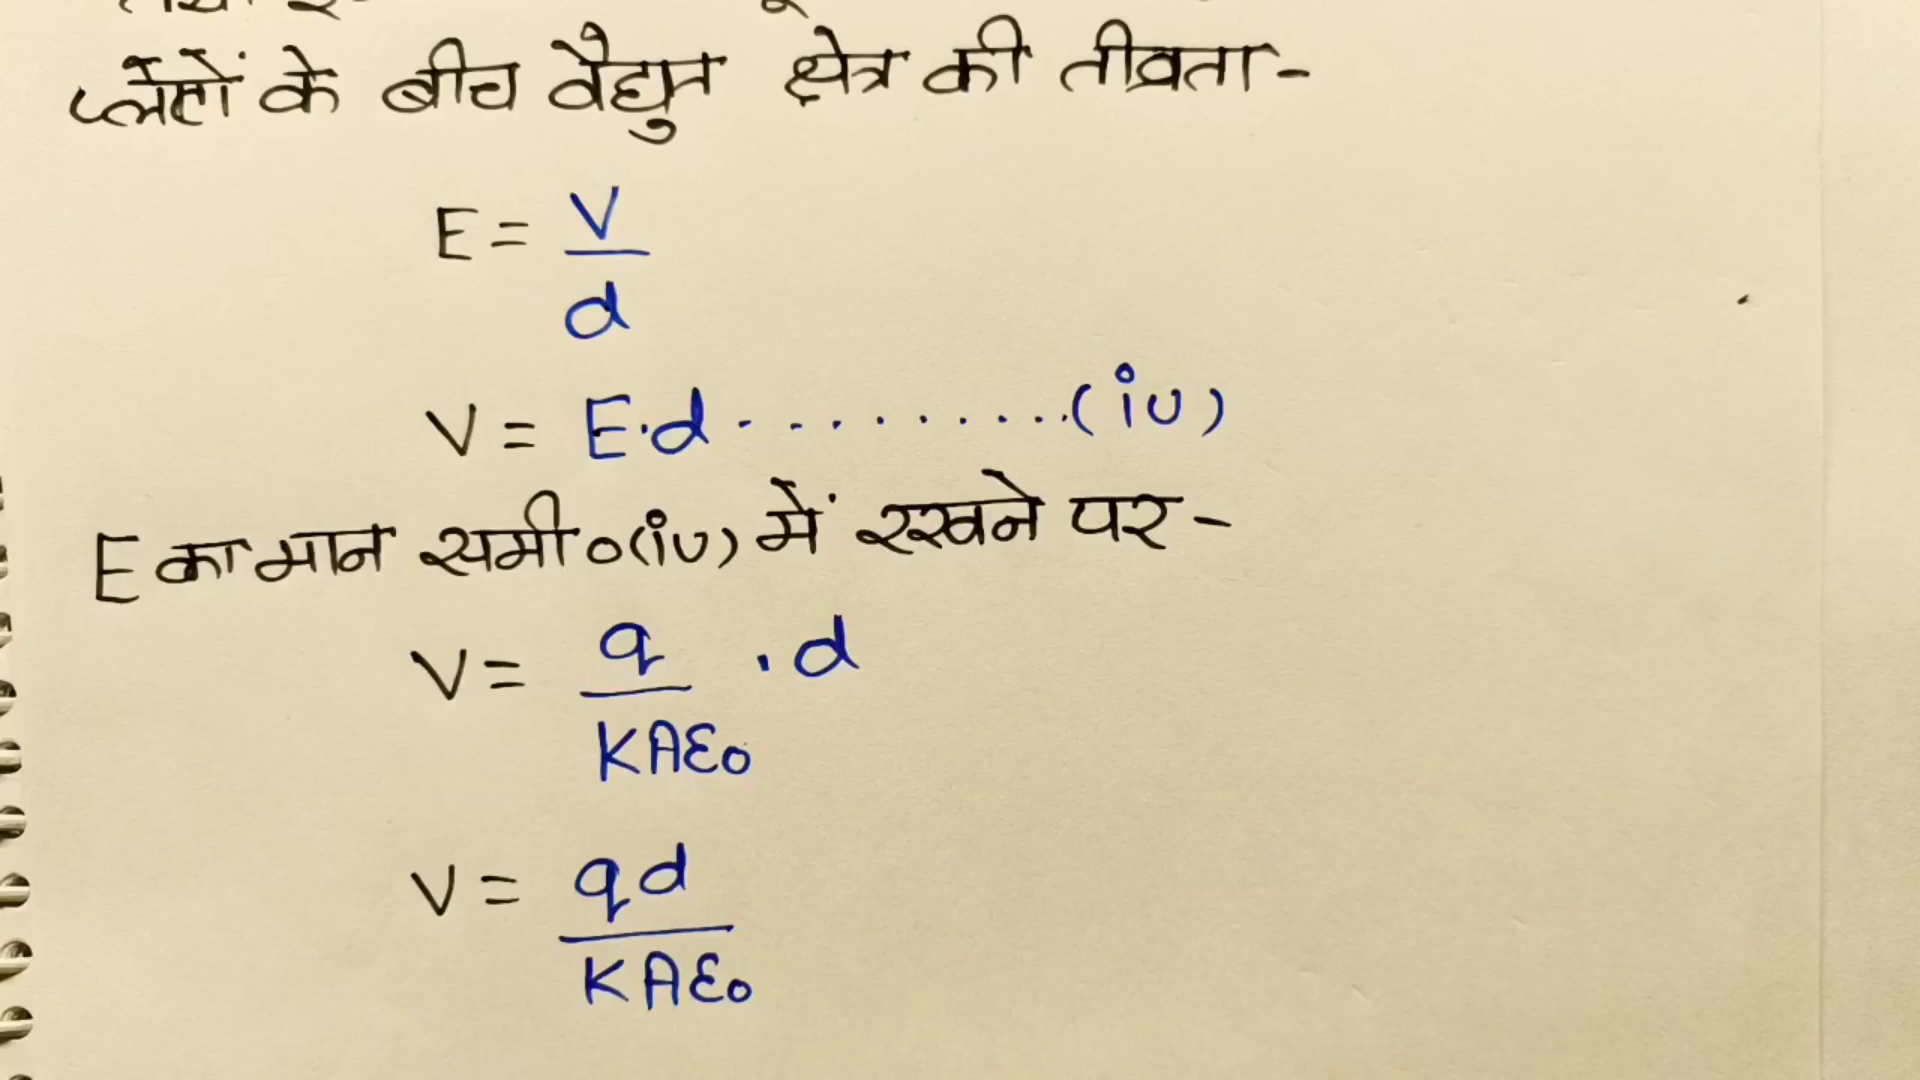 प्लेटों के बीच वैद्युत क्षेत्र की तीव्रता-
E = V/d
V = E.d ..........(iv)
E का मान समी०(iv) में रखने पर-
V = q/KAε₀ . d
V = qd/KAε₀